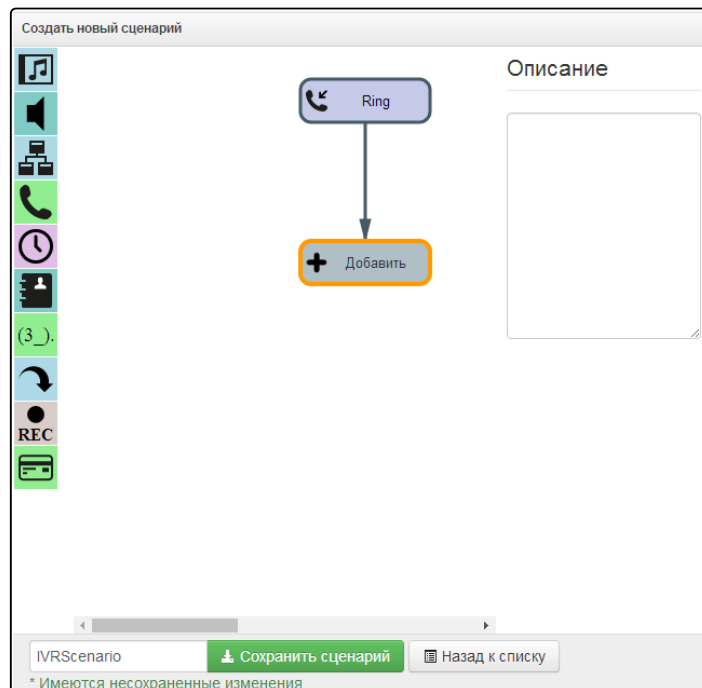 Создать новый сценарий
Ring
Описание
Добавить
(3_).
REC
IVRScenario
Сохранить сценарий
Назад к списку
* Имеются несохраненные изменения